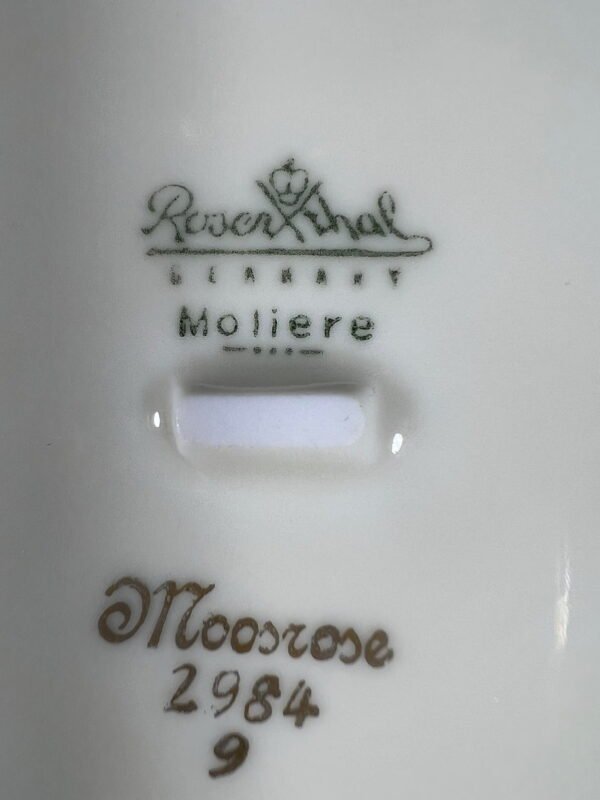 Rosenthal
GERMANY
Moliere
Moosrose
2984
9